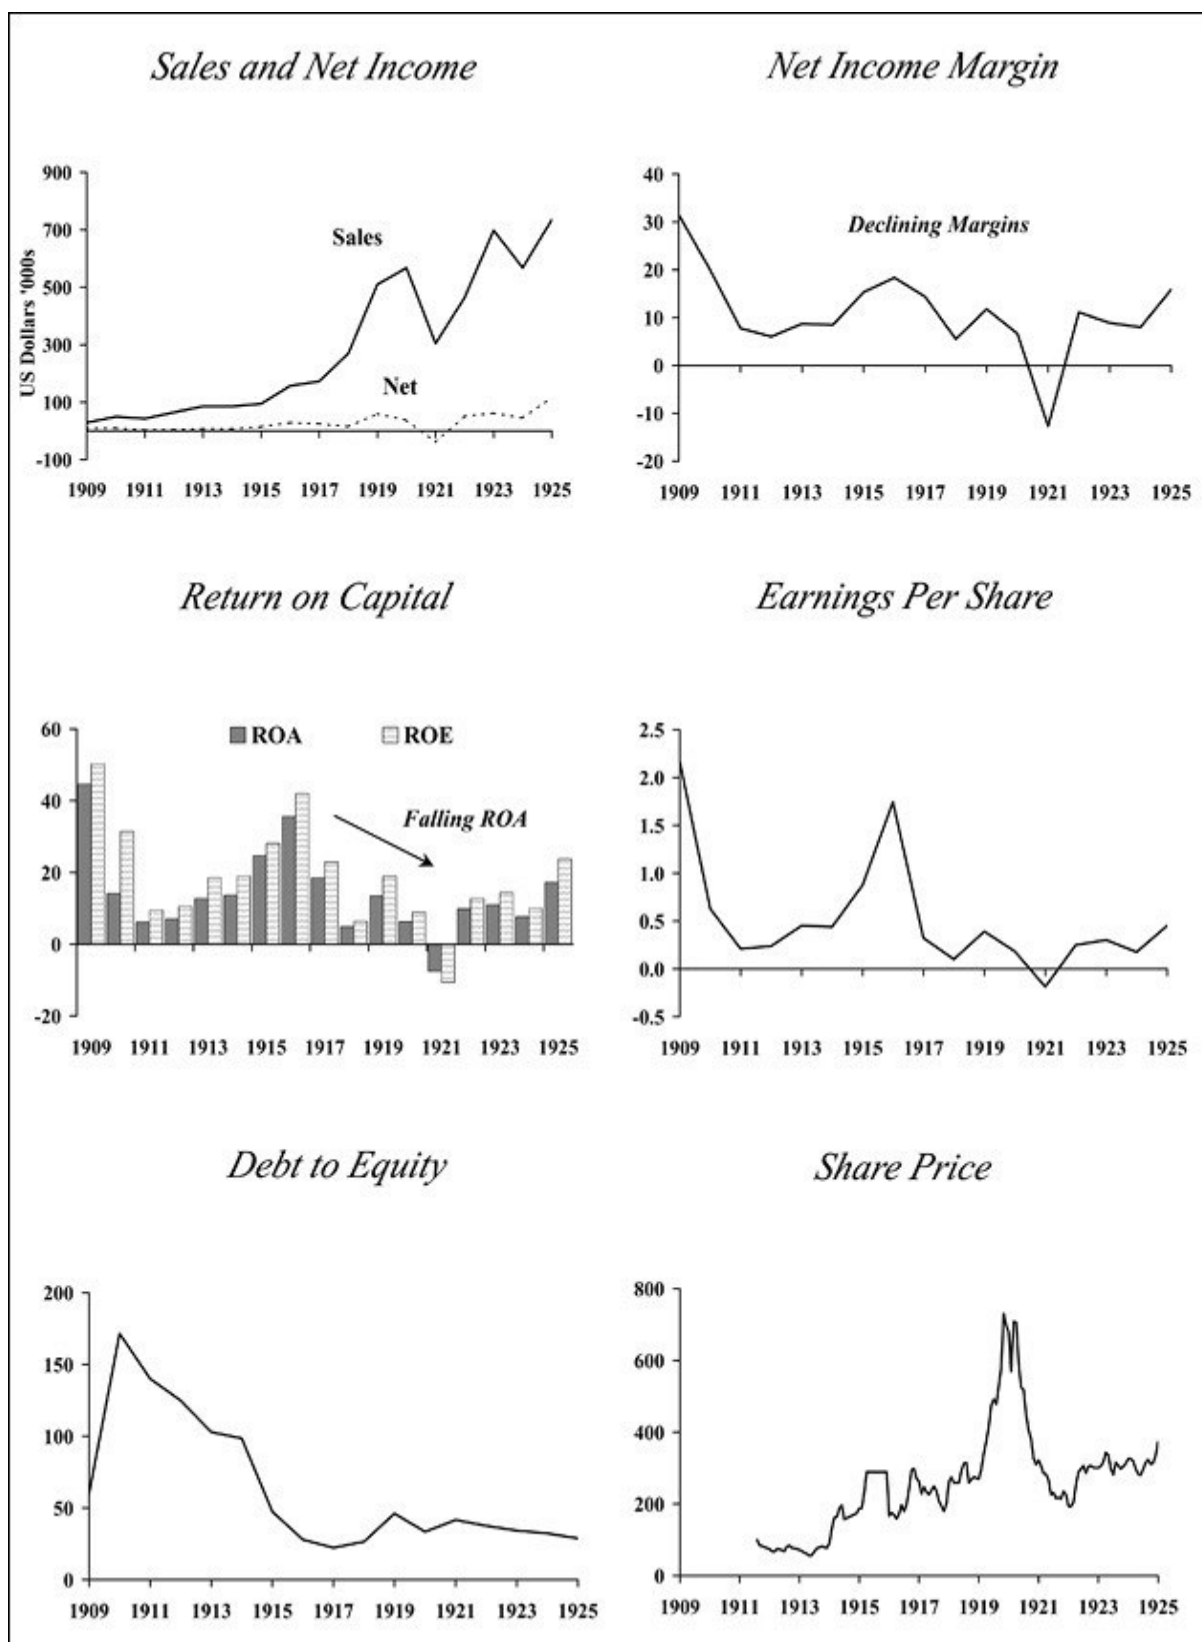 Sales and Net Income
900
700
500
300
100
-100
US Dollars '000s
Sales
Net
1909 1911 1913 1915 1917 1919 1921 1923 1925
Net Income Margin
40
30
20
10
0
-10
-20
Declining Margins
1909 1911 1913 1915 1917 1919 1921 1923 1925
Return on Capital
60
40
20
0
-20
ROA ROE
Falling ROA
1909 1911 1913 1915 1917 1919 1921 1923 1925
Earnings Per Share
2.5
2.0
1.5
1.0
0.5
0.0
-0.5
1909 1911 1913 1915 1917 1919 1921 1923 1925
Debt to Equity
200
150
100
50
0
1909 1911 1913 1915 1917 1919 1921 1923 1925
Share Price
800
600
400
200
0
1909 1911 1913 1915 1917 1919 1921 1923 1925